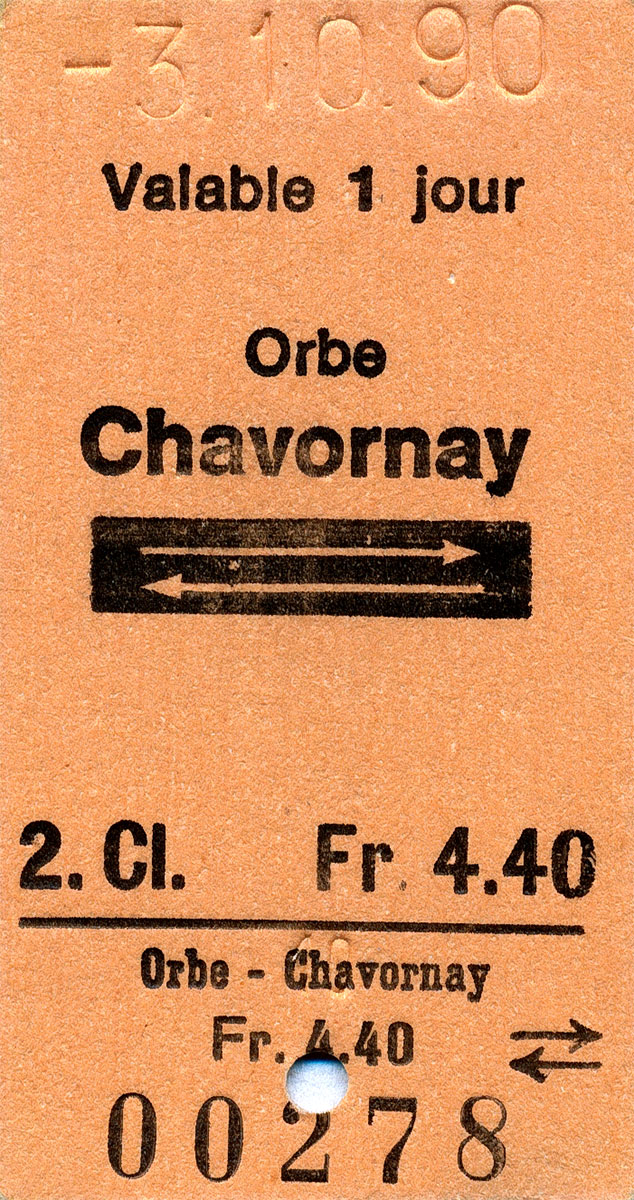 -3.10.90
Valable 1 jour
Orbe
Chavornay
2. Cl. Fr. 4.40
Orbe - Chavornay
Fr. 4.40
00278